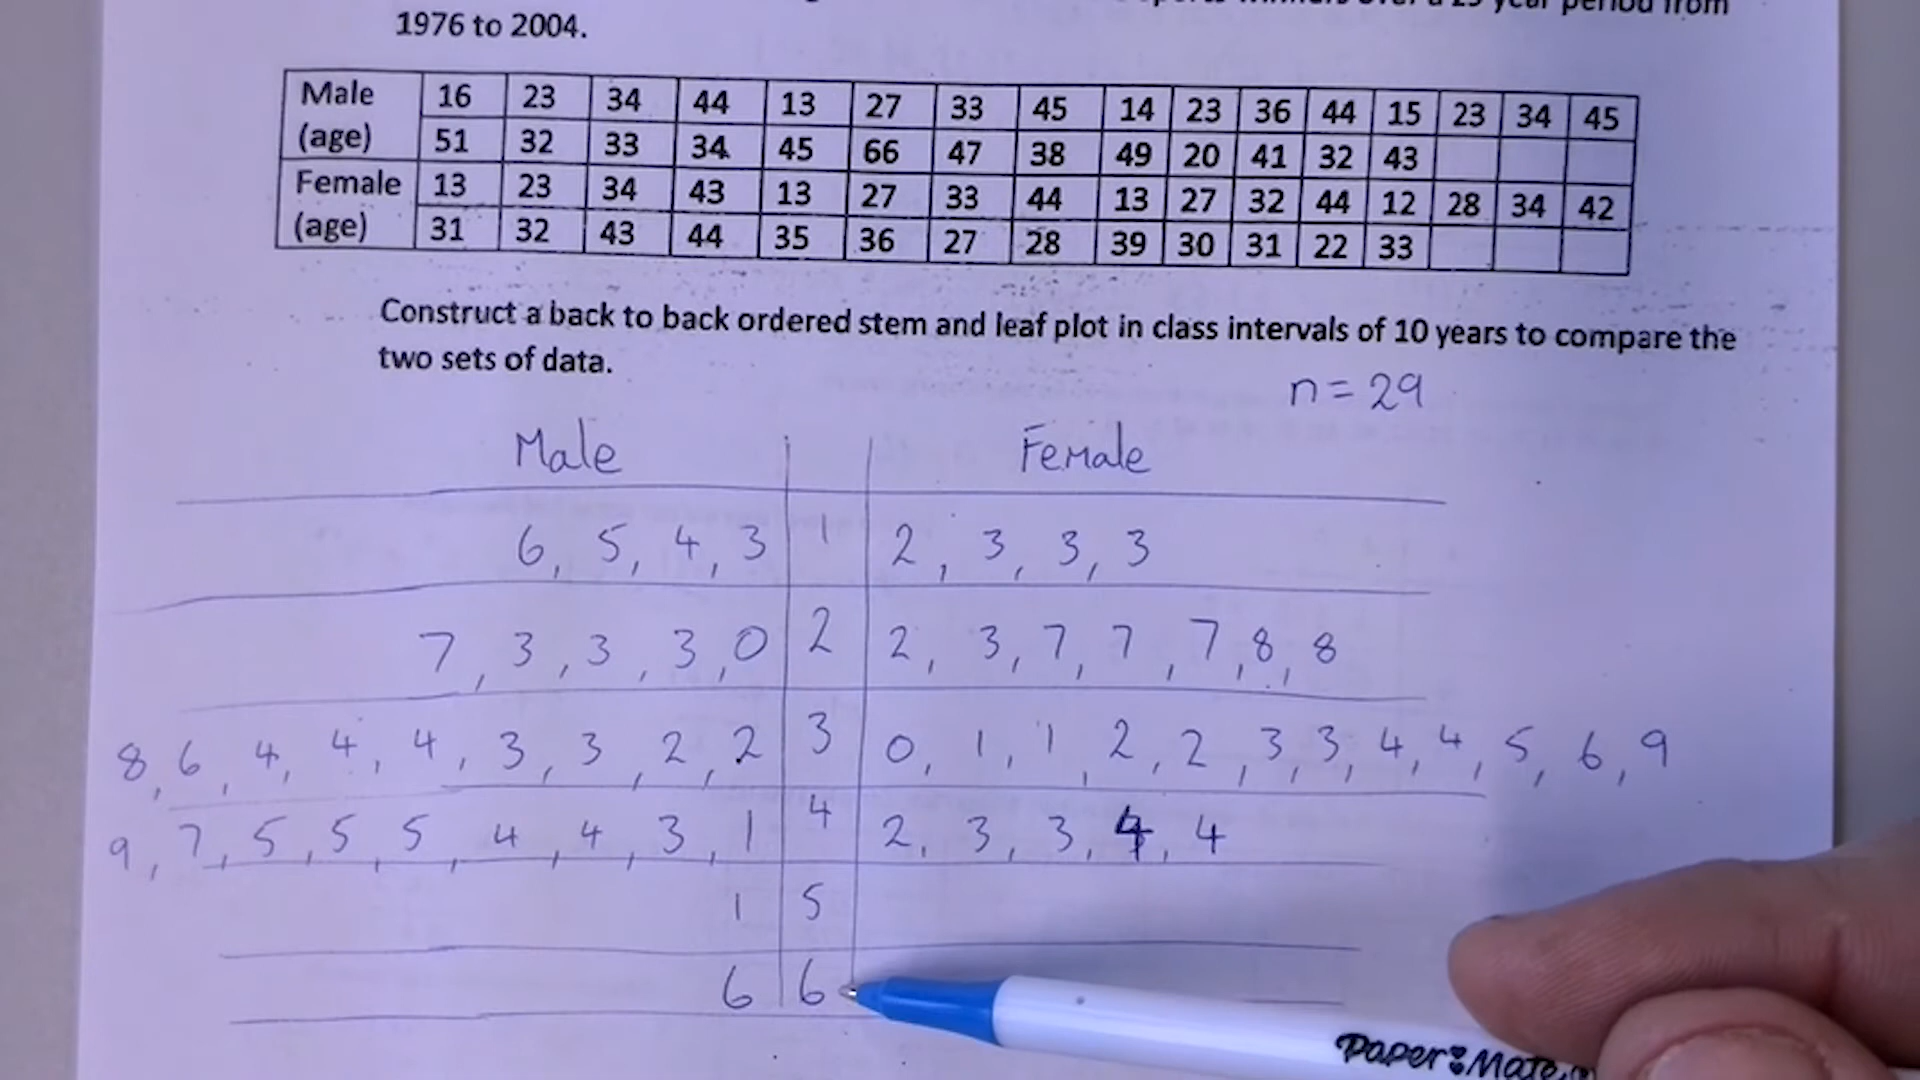 year period from
1976 to 2004.
Male (age) 16 23 34 44 13 27 33 45 14 23 36 44 15 23 34 45
51 32 33 34 45 66 47 38 49 20 41 32 43
Female (age) 13 23 34 43 13 27 33 44 13 27 32 44 12 28 34 42
31 32 43 44 35 36 27 28 39 30 31 22 33
Construct a back to back ordered stem and leaf plot in class intervals of 10 years to compare the
two sets of data.
n = 29
Male Female
6, 5, 4, 3 1 2, 3, 3, 3
7, 3, 3, 3, 0 2 2, 3, 7, 7, 7, 8, 8
8, 6, 4, 4, 4, 3, 3, 2, 2 3 0, 1, 1, 2, 2, 3, 3, 4, 4, 5, 6, 9
9, 7, 5, 5, 5, 4, 4, 3, 1 4 2, 3, 3, 4, 4
1 5
6 6
Paper Mate